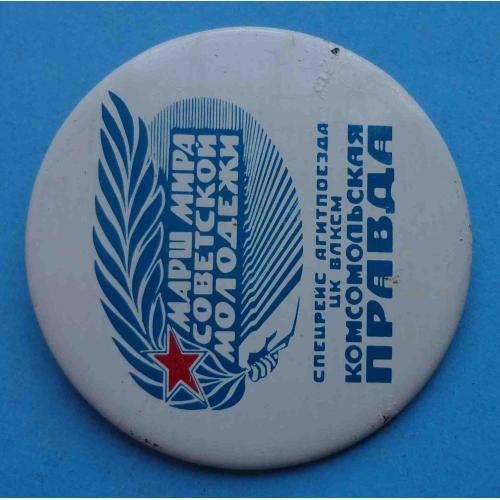 МАРШ МИРА
СОВЕТСКОЙ
МОЛОДЕЖИ
СПЕЦРЕЙС АГИТПОЕЗДА
ЦК ВЛКСМ
КОМСОМОЛЬСКАЯ
ПРАВДА